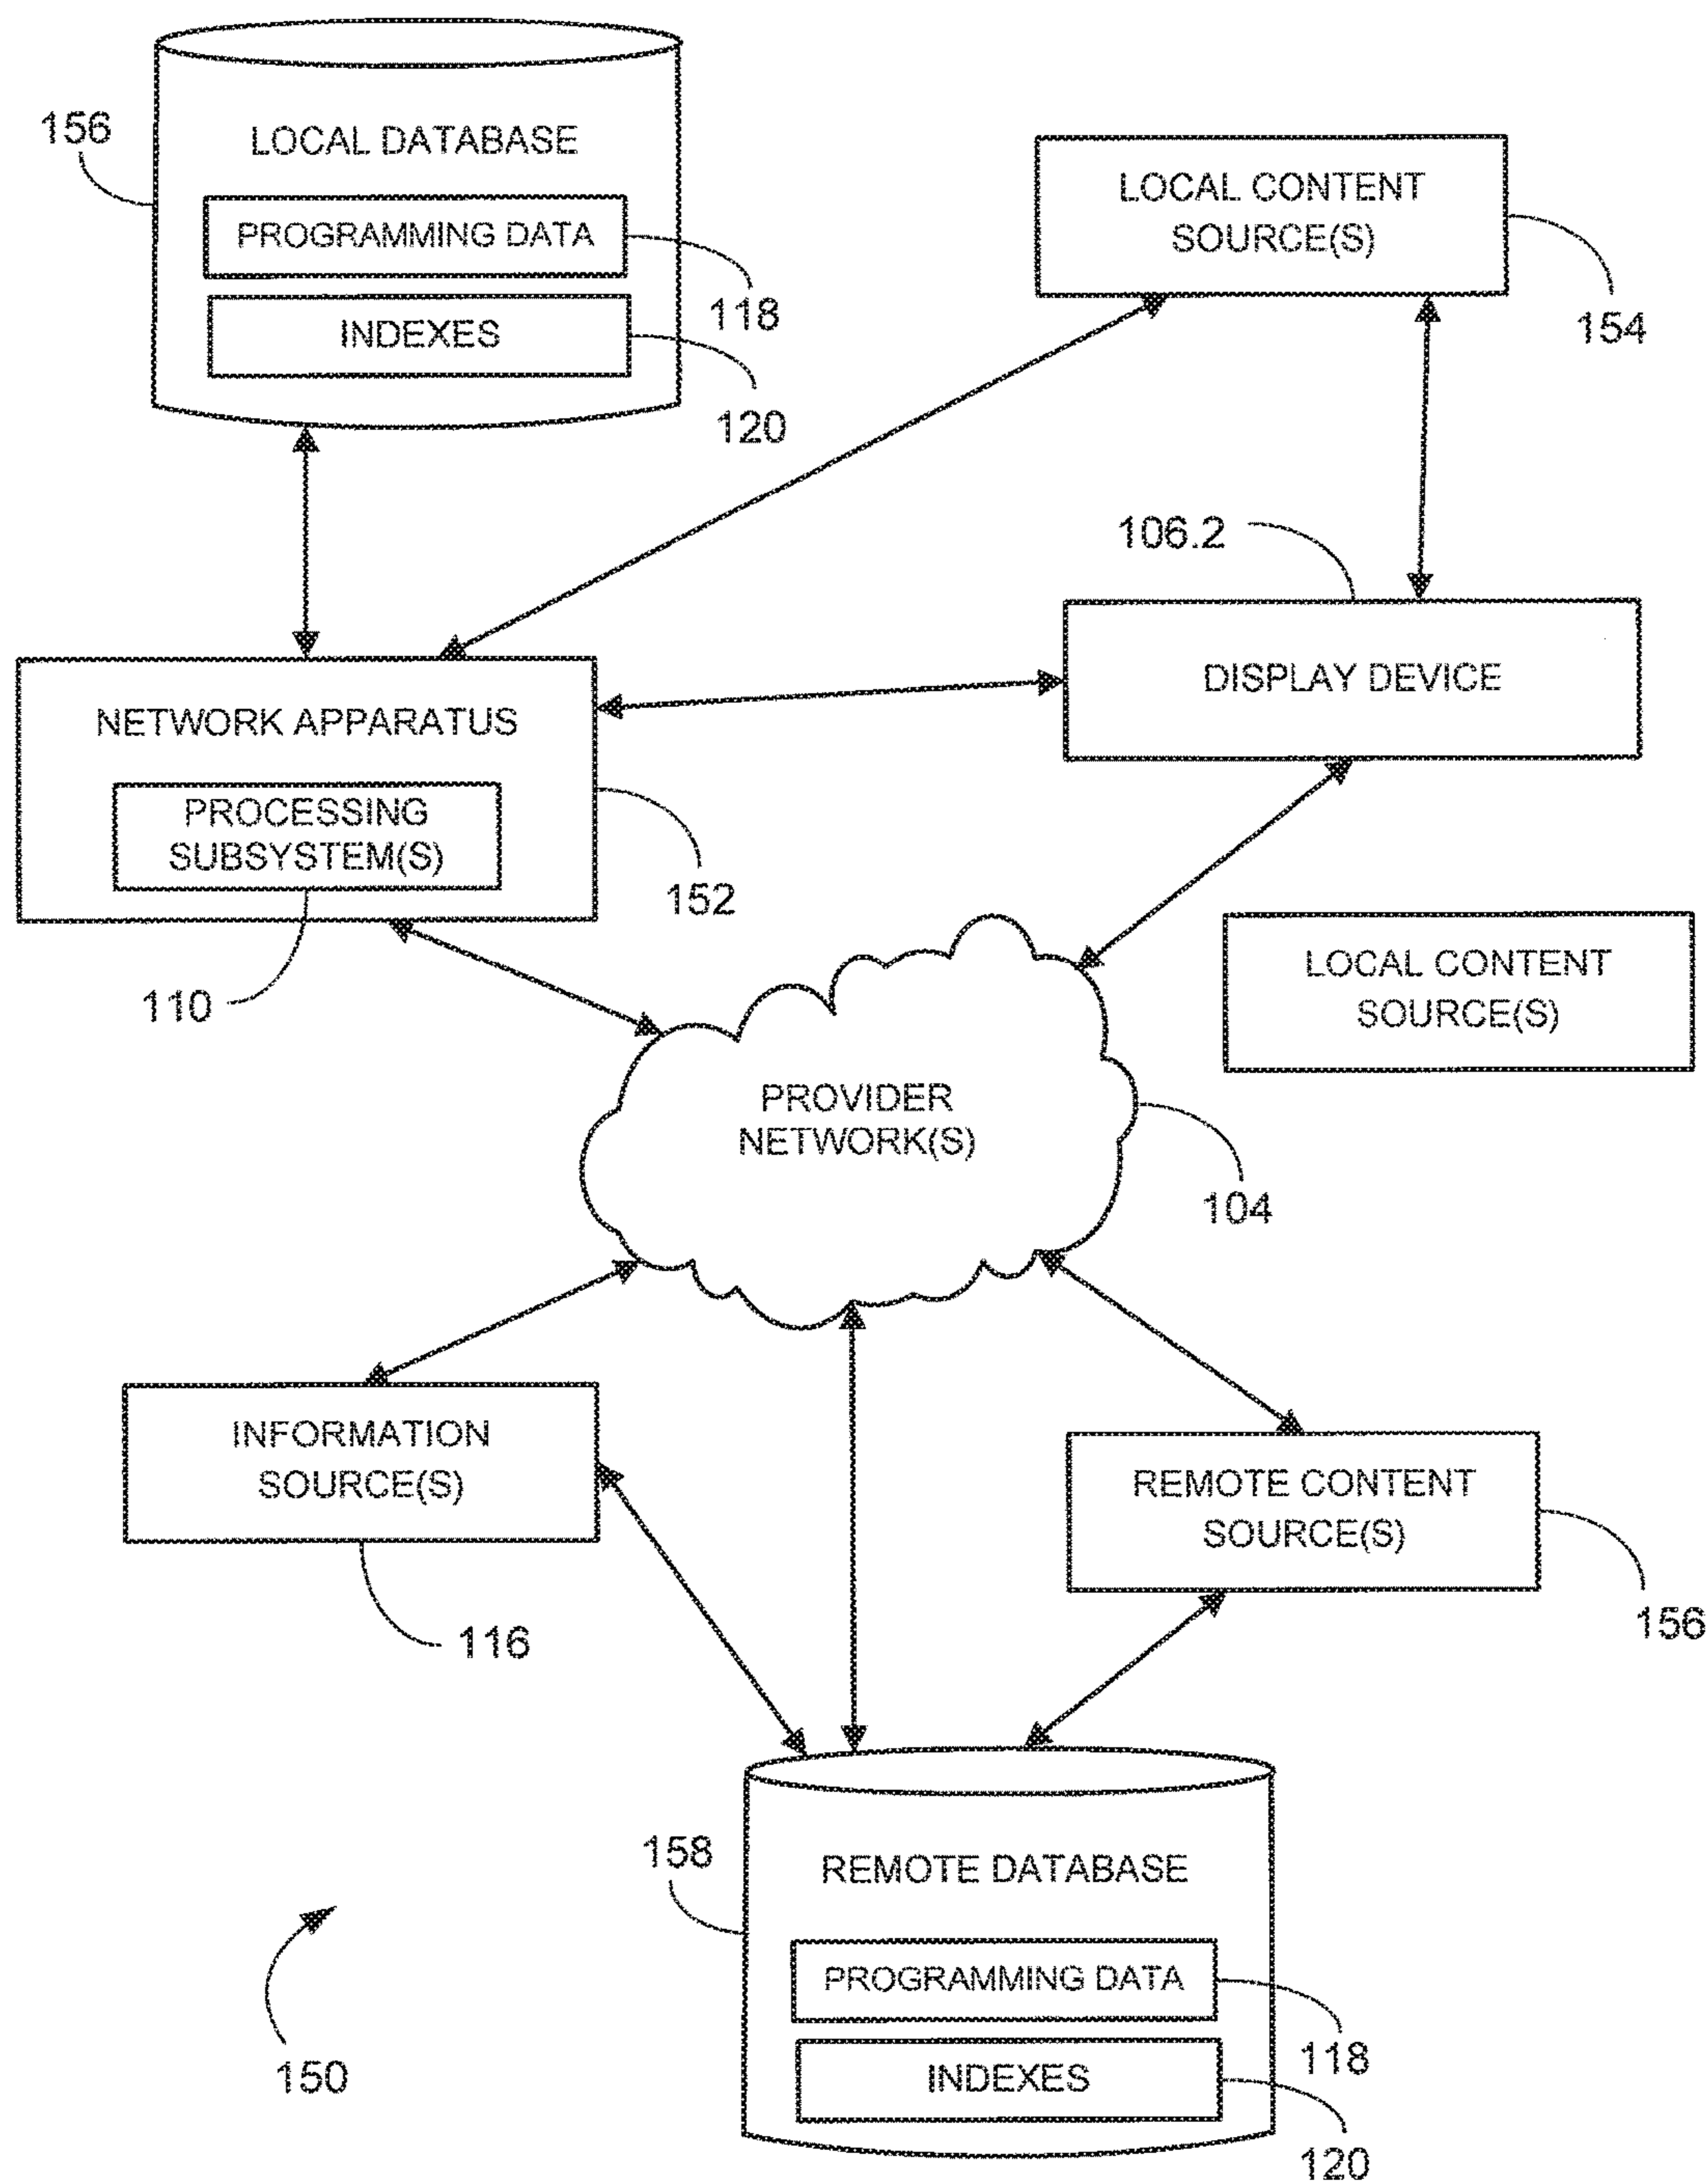 156
LOCAL DATABASE
PROGRAMMING DATA
118
INDEXES
120
LOCAL CONTENT
SOURCE(S)
154
106.2
DISPLAY DEVICE
NETWORK APPARATUS
PROCESSING
SUBSYSTEM(S)
152
110
LOCAL CONTENT
SOURCE(S)
PROVIDER
NETWORK(S)
104
INFORMATION
SOURCE(S)
116
REMOTE CONTENT
SOURCE(S)
156
158
REMOTE DATABASE
PROGRAMMING DATA
118
INDEXES
120
150